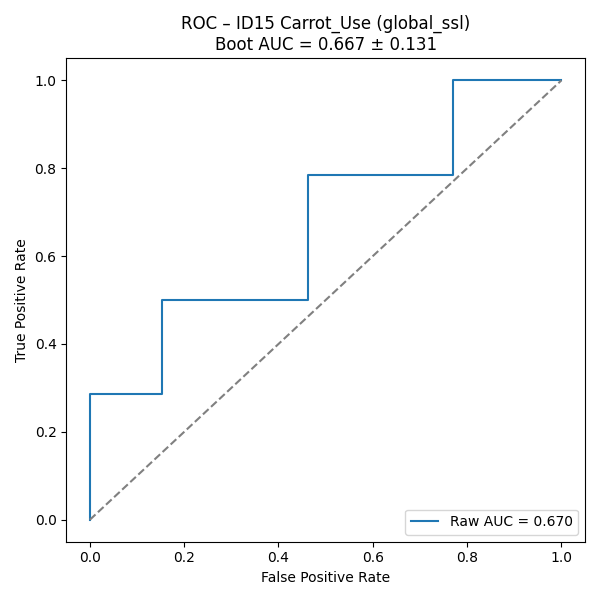 ROC – ID15 Carrot_Use (global_ssl)
Boot AUC = 0.667 ± 0.131
1.0
0.8
0.6
0.4
0.2
0.0
True Positive Rate
Raw AUC = 0.670
0.0 0.2 0.4 0.6 0.8 1.0
False Positive Rate